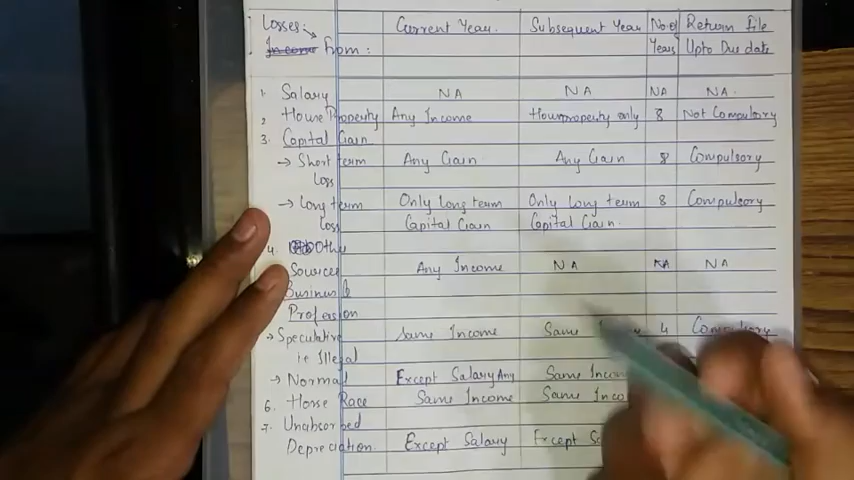 Losses: Current Year. Subsequent Year No of Return file
from: Years Upto Due date
1. Salary NA NA NA NA.
2. House Property Any Income House property only 8 Not Compulsory
3. Capital Gain
→ Short term Any Gain Any Gain 8 Compulsory
Loss
→ Long term Only Long term Only Long term 8 Compulsory
Loss Capital Gain Capital Gain.
4. Other
Sources Any Income NA NA NA
Business &
Profession
→ Speculative Same Income Same 4 Compulsory
ie Illegal
→ Normal Except Salary Any Same Income
6. Horse Race Same Income Same Inco
7. Unabsorbed
Depreciation. Except Salary Except Sa